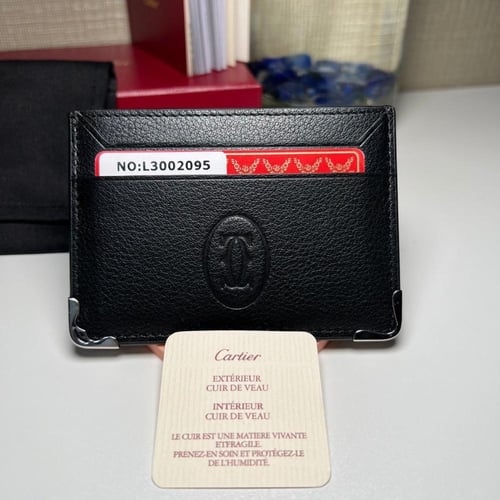 NO:L3002095
Cartier
EXTÉRIEUR
CUIR DE VEAU
INTÉRIEUR
CUIR DE VEAU
LE CUIR EST UNE MATIERE VIVANTE
ETFRAGILE.
PRENEZ-EN SOIN ET PROTÉGEZ-LE
DE L'HUMIDITÉ.